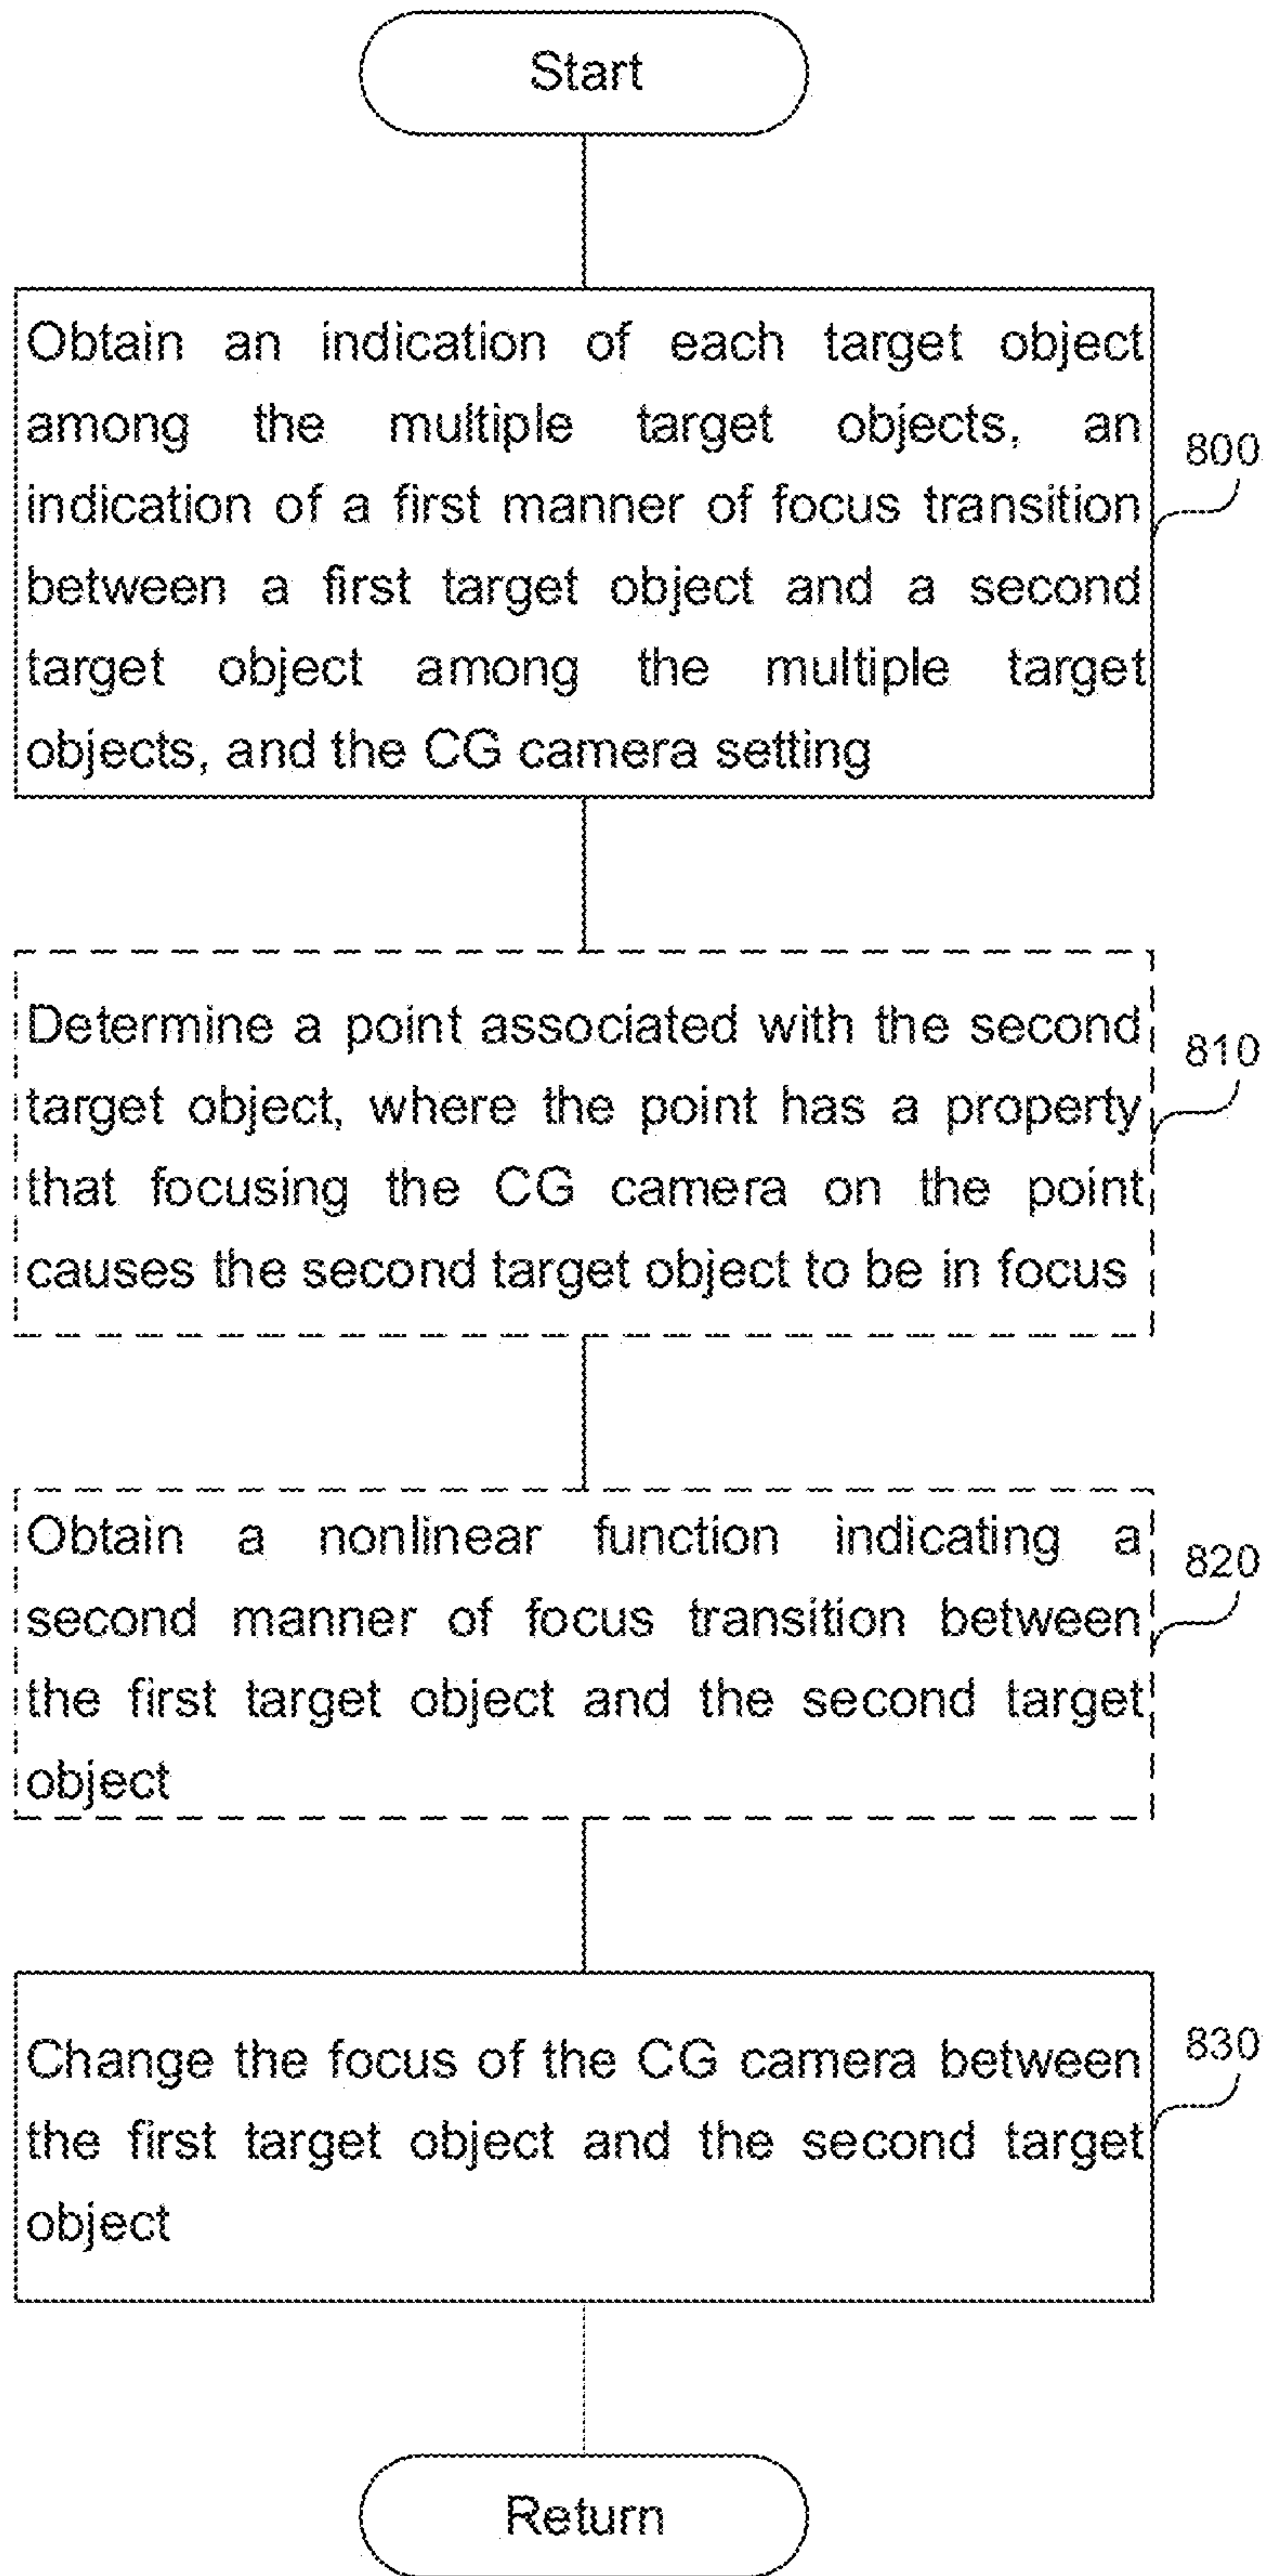 Start
Obtain an indication of each target object
among the multiple target objects, an
indication of a first manner of focus transition
between a first target object and a second
target object among the multiple target
objects, and the CG camera setting
800
Determine a point associated with the second
target object, where the point has a property
that focusing the CG camera on the point
causes the second target object to be in focus
810
Obtain a nonlinear function indicating a
second manner of focus transition between
the first target object and the second target
object
820
Change the focus of the CG camera between
the first target object and the second target
object
830
Return